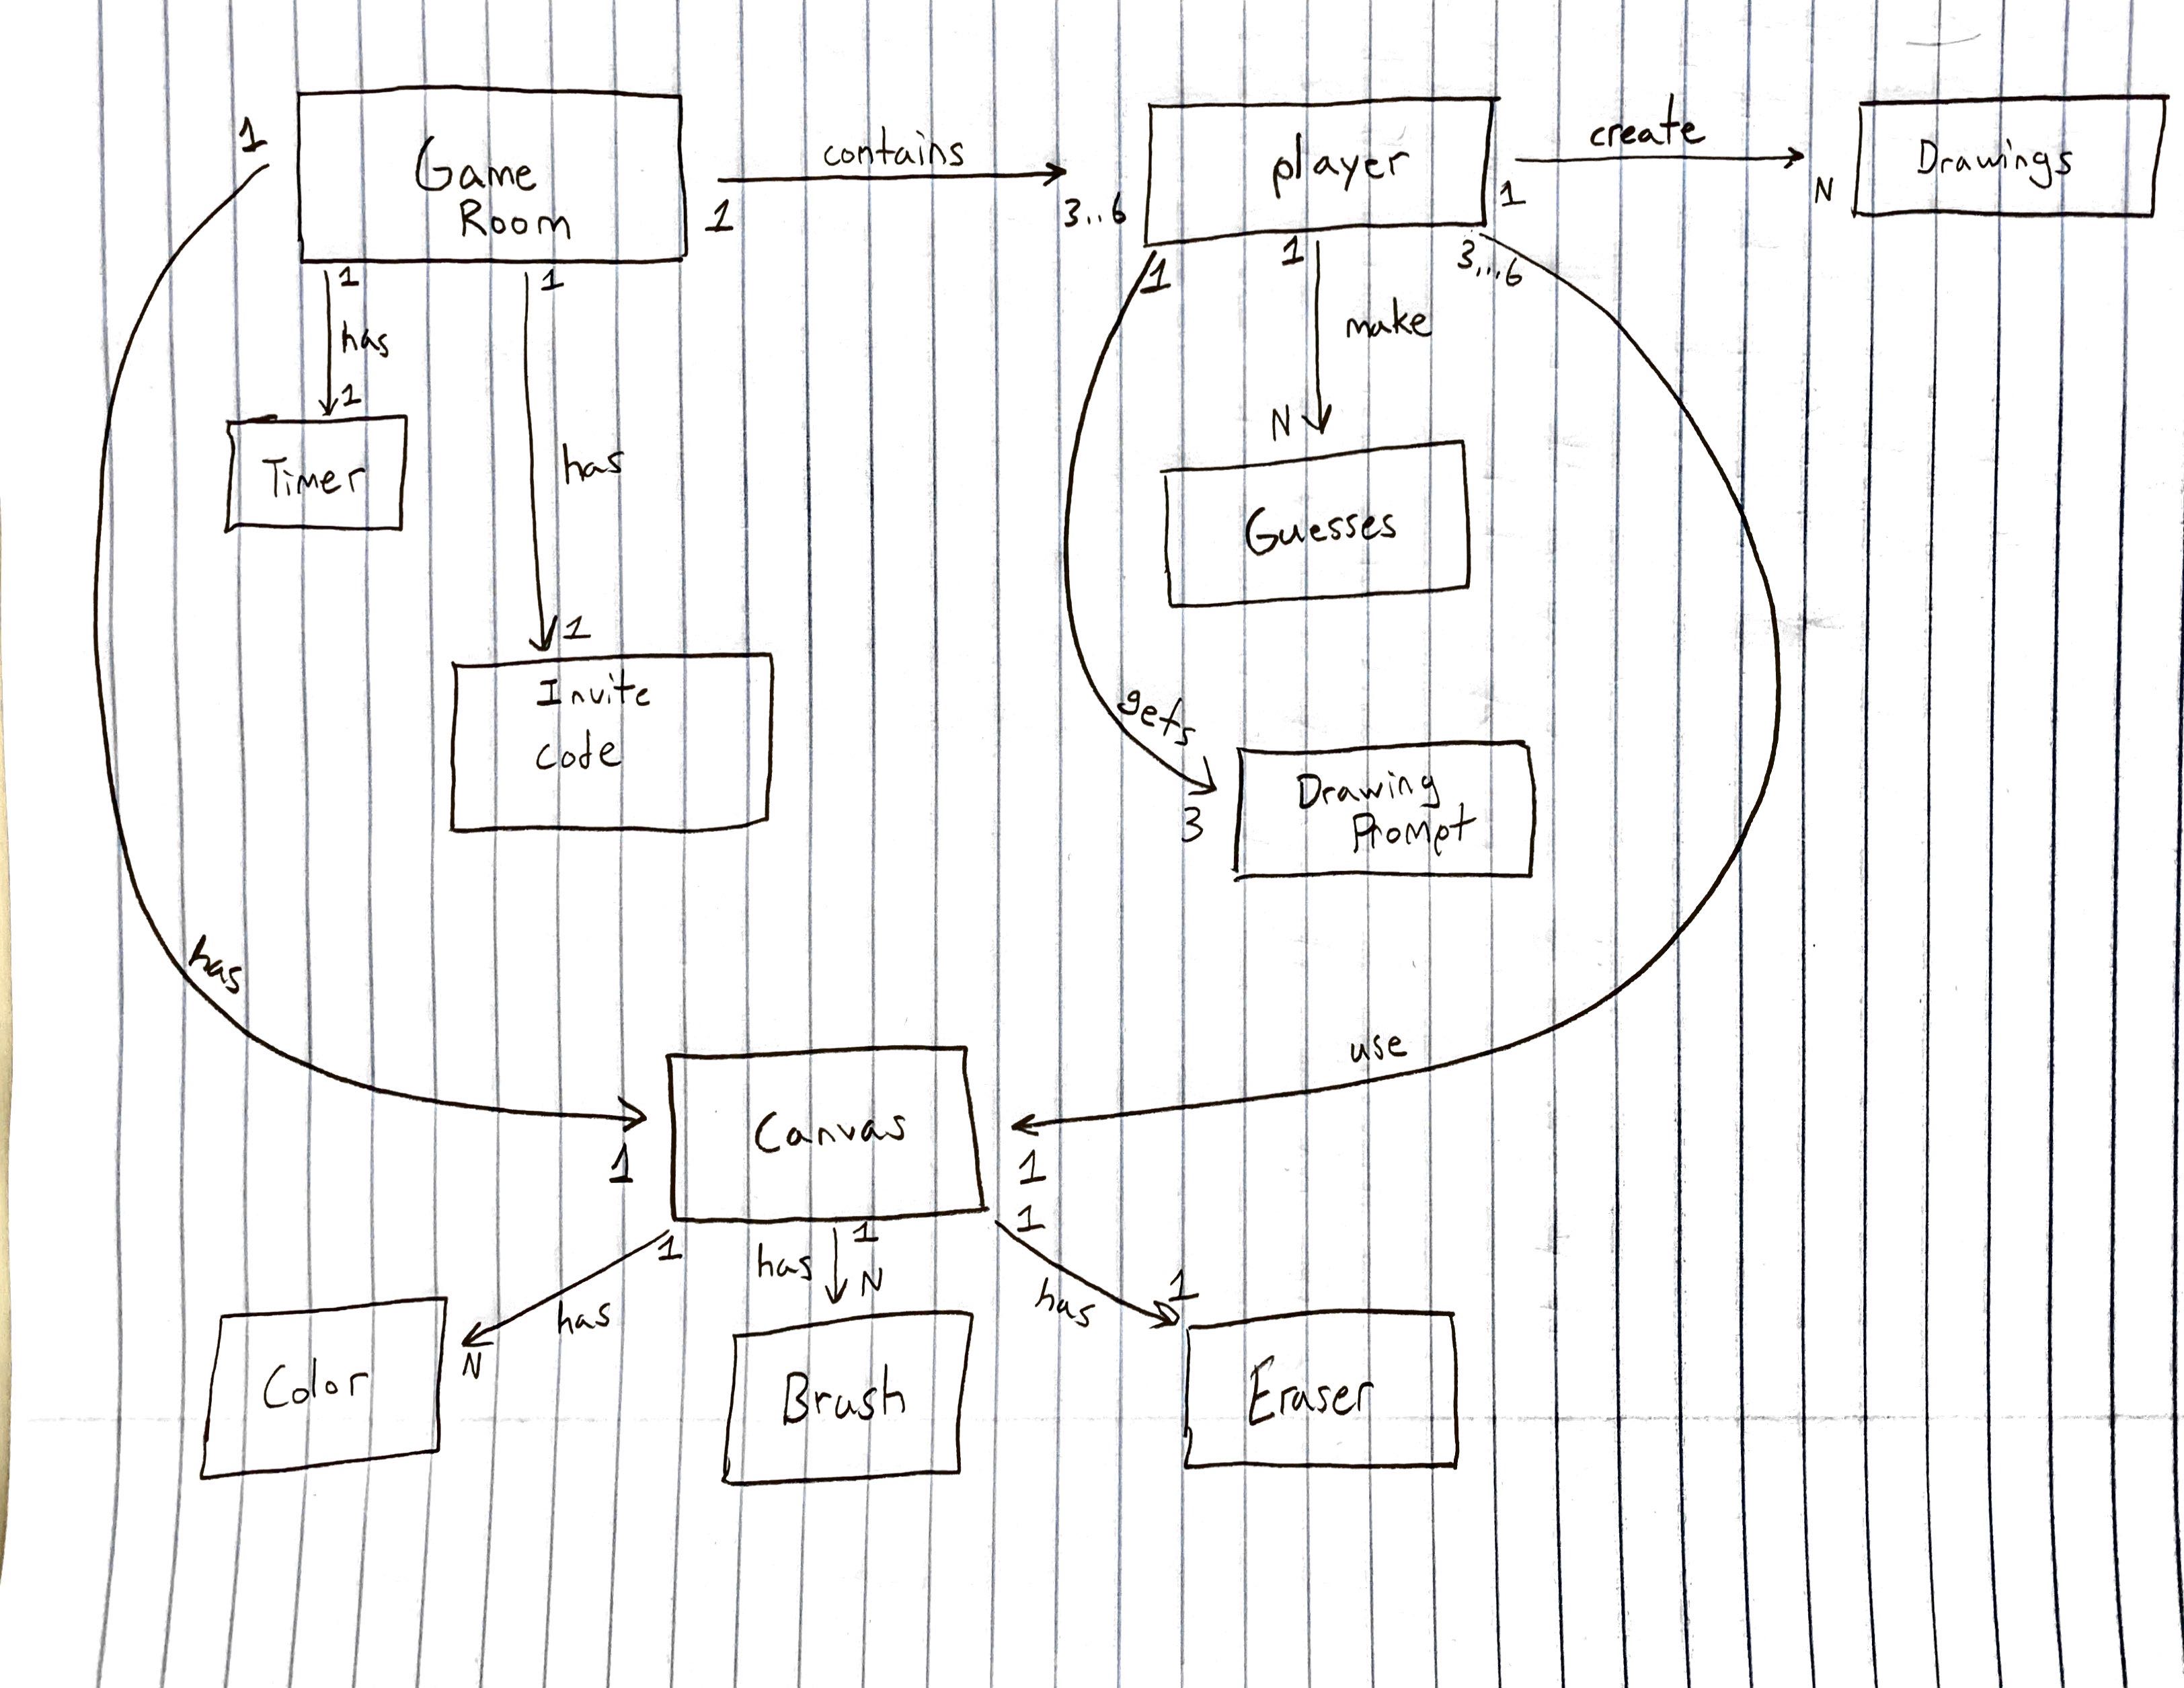 1
Game
Room
contains
1
3..6
player
create
1
N
Drawings
1
has
1
Timer
1
has
1
Invite
code
1
make
N
Guesses
1
gets
3
Drawing
Prompt
3...6
use
1
has
1
Canvas
1
has
N
Color
1
has
N
Brush
1
has
1
Eraser